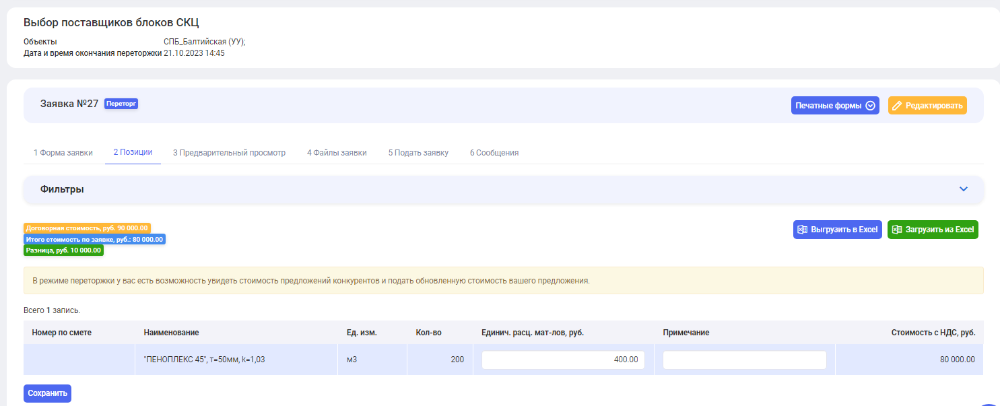 Выбор поставщиков блоков СКЦ
Объекты СПБ_Балтийская (УУ);
Дата и время окончания переторжки 21.10.2023 14:45
Заявка №27 Переторг Печатные формы Редактировать
1 Форма заявки 2 Позиции 3 Предварительный просмотр 4 Файлы заявки 5 Подать заявку 6 Сообщения
Фильтры
Договорная стоимость, руб. 90 000.00
Итого стоимость по заявке, руб.: 80 000.00
Разница, руб. 10 000.00
Выгрузить в Excel Загрузить из Excel
В режиме переторжки у вас есть возможность увидеть стоимость предложений конкурентов и подать обновленную стоимость вашего предложения.
Всего 1 запись.
Номер по смете Наименование Ед. изм. Кол-во Единич. расц. мат-лов, руб. Примечание Стоимость с НДС, руб.
"ПЕНОПЛЕКС 45", т=50мм, k=1,03 м3 200 400.00 80 000.00
Сохранить